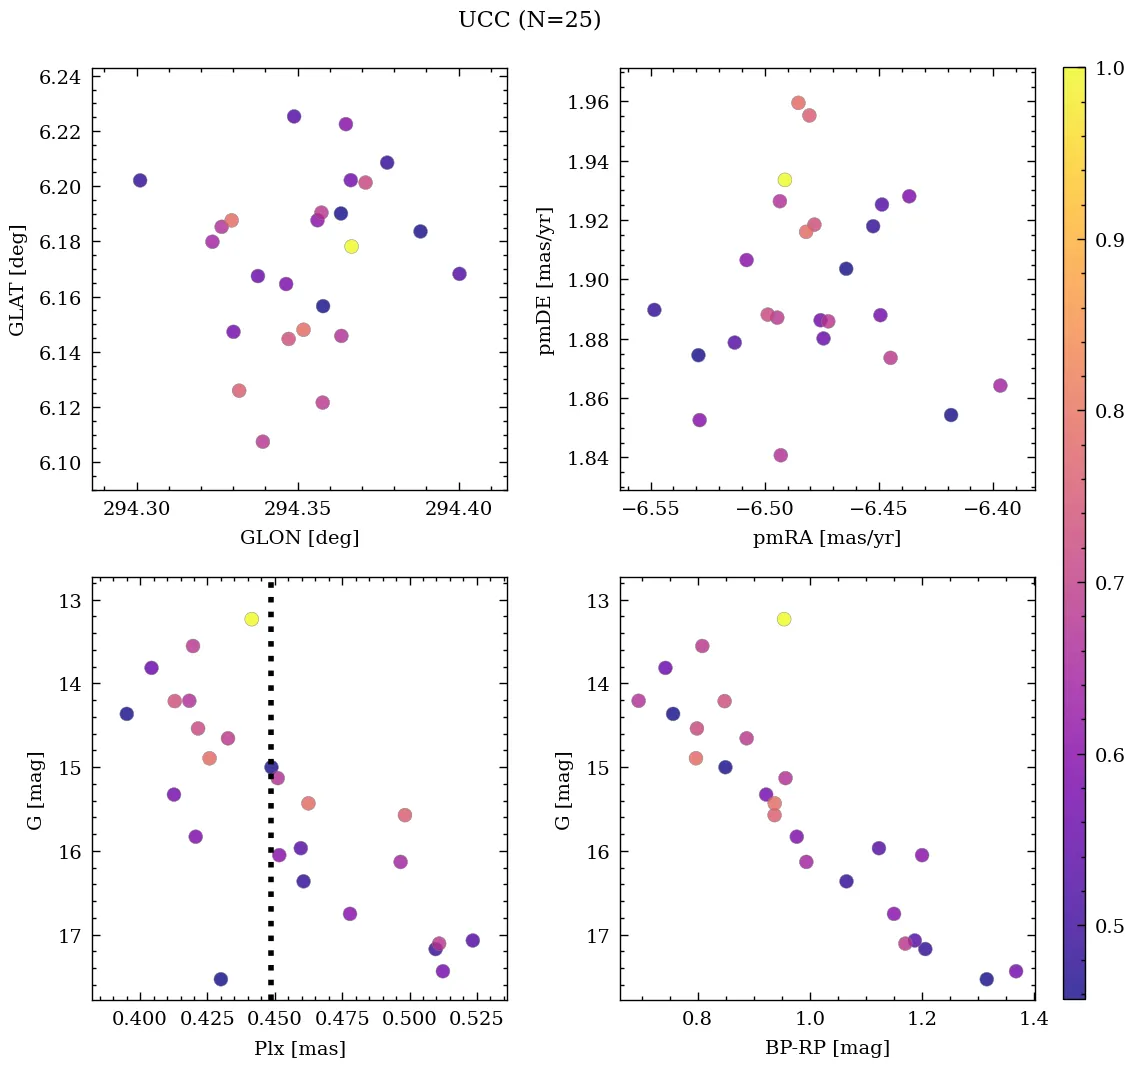 UCC (N=25)
6.24
6.22
6.20
6.18
6.16
6.14
6.12
6.10
GLAT [deg]
294.30 294.35 294.40
GLON [deg]
1.96
1.94
1.92
1.90
1.88
1.86
1.84
pmDE [mas/yr]
−6.55 −6.50 −6.45 −6.40
pmRA [mas/yr]
13
14
15
16
17
G [mag]
0.400 0.425 0.450 0.475 0.500 0.525
Plx [mas]
13
14
15
16
17
G [mag]
0.8 1.0 1.2 1.4
BP-RP [mag]
1.0
0.9
0.8
0.7
0.6
0.5